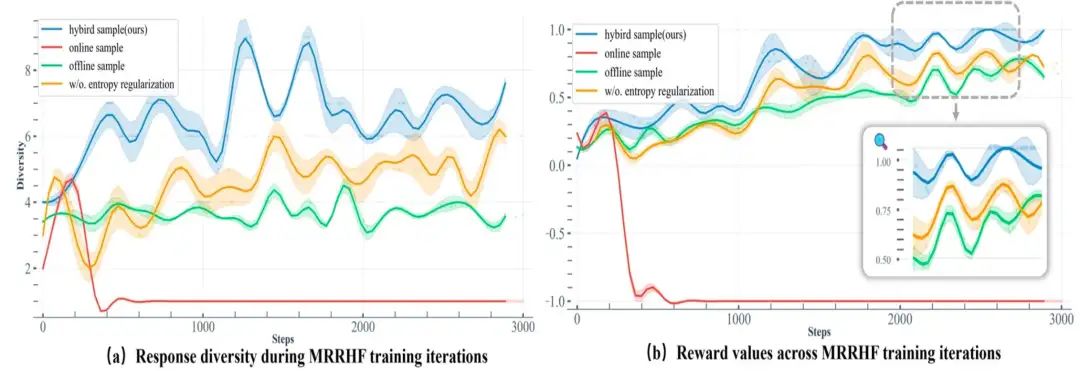 hybird sample(ours)
online sample
offline sample
w/o. entropy regularization
8
6
4
2
Diversity
0
1000
2000
3000
Steps
(a) Response diversity during MRRHF training iterations
hybird sample(ours)
online sample
offline sample
w/o. entropy regularization
1.0
0.5
0.0
-0.5
-1.0
1.00
0.75
0.50
0
1000
2000
3000
Steps
(b) Reward values across MRRHF training iterations